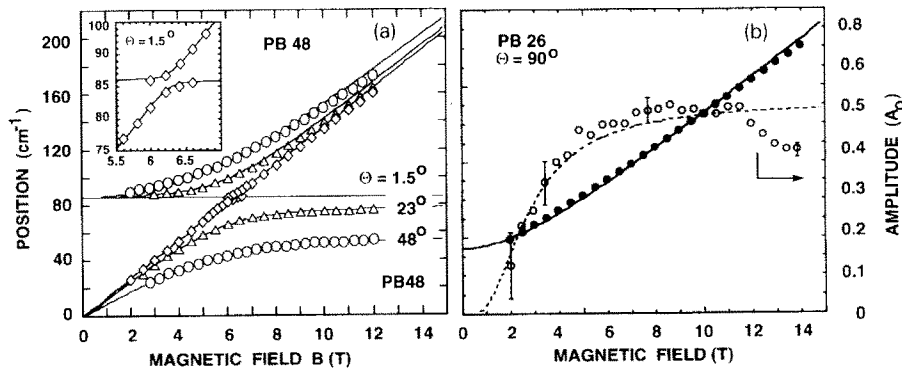 100
95
90
85
80
75
5.5 6 6.5
Θ = 1.5°
PB 48
(a)
220
200
160
120
80
40
0
POSITION (cm⁻¹)
Θ = 1.5°
23°
48°
PB48
0 2 4 6 8 10 12 14
MAGNETIC FIELD B (T)
PB 26
Θ = 90°
(b)
0.8
0.6
0.5
0.4
0.3
0.2
0.1
0
AMPLITUDE (A₀)
0 2 4 6 8 10 12 14
MAGNETIC FIELD (T)